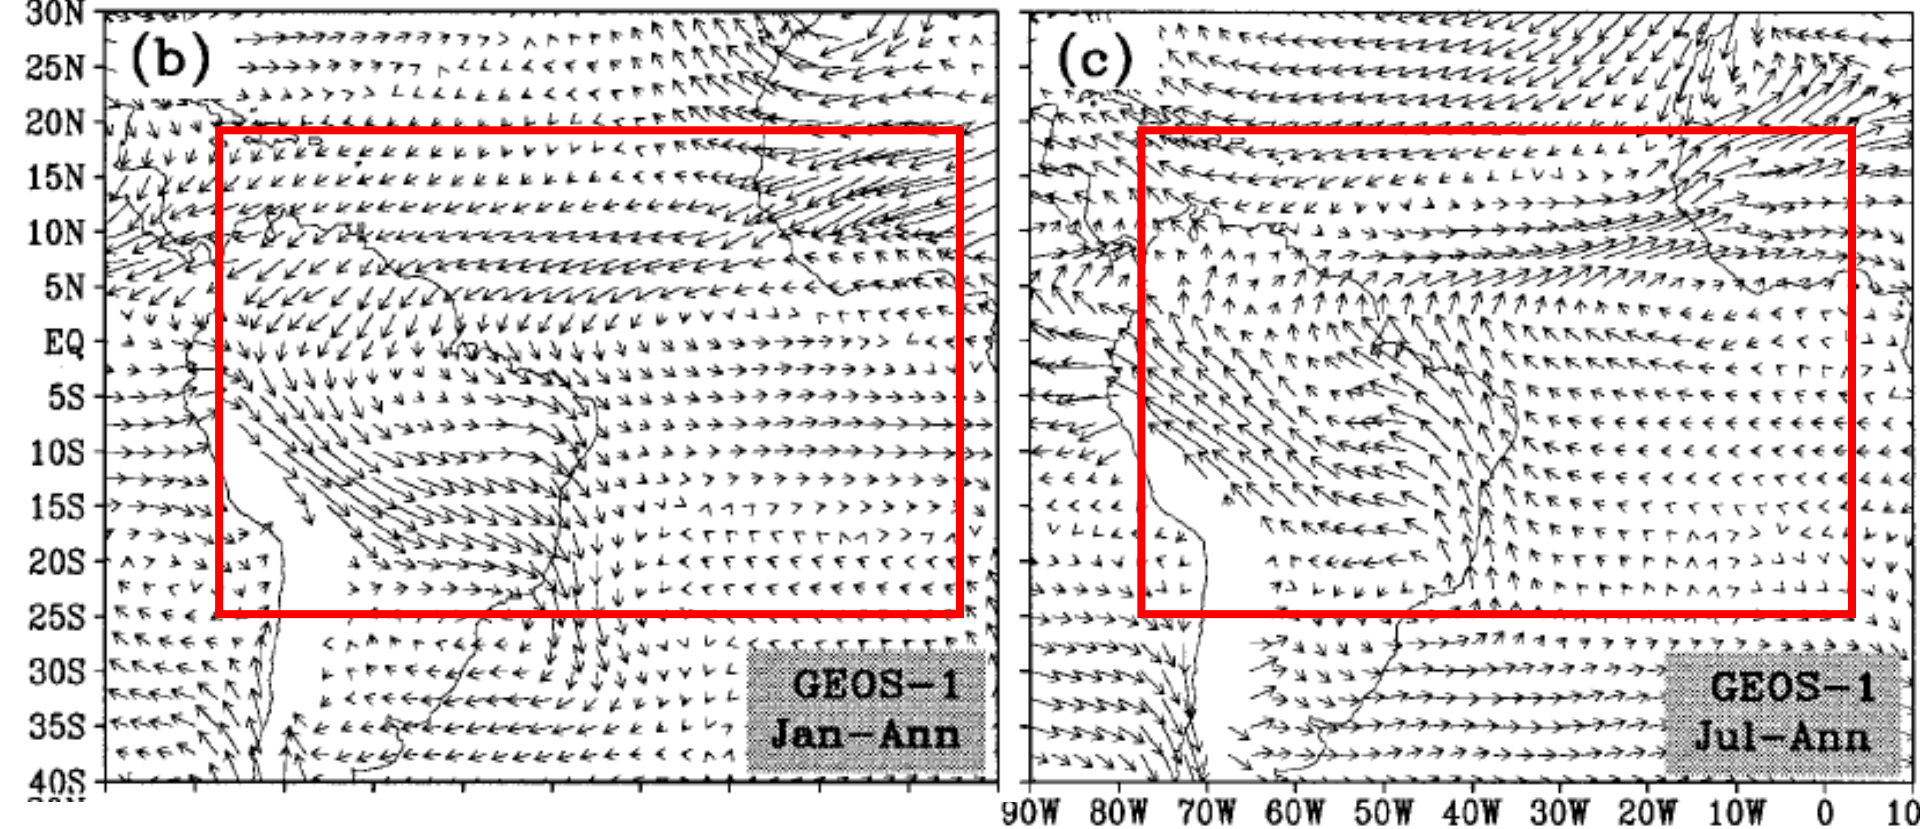 30N
25N
20N
15N
10N
5N
EQ
5S
10S
15S
20S
25S
30S
35S
40S
(b)
GEOS-1
Jan-Ann
(c)
GEOS-1
Jul-Ann
90W 80W 70W 60W 50W 40W 30W 20W 10W 0 10